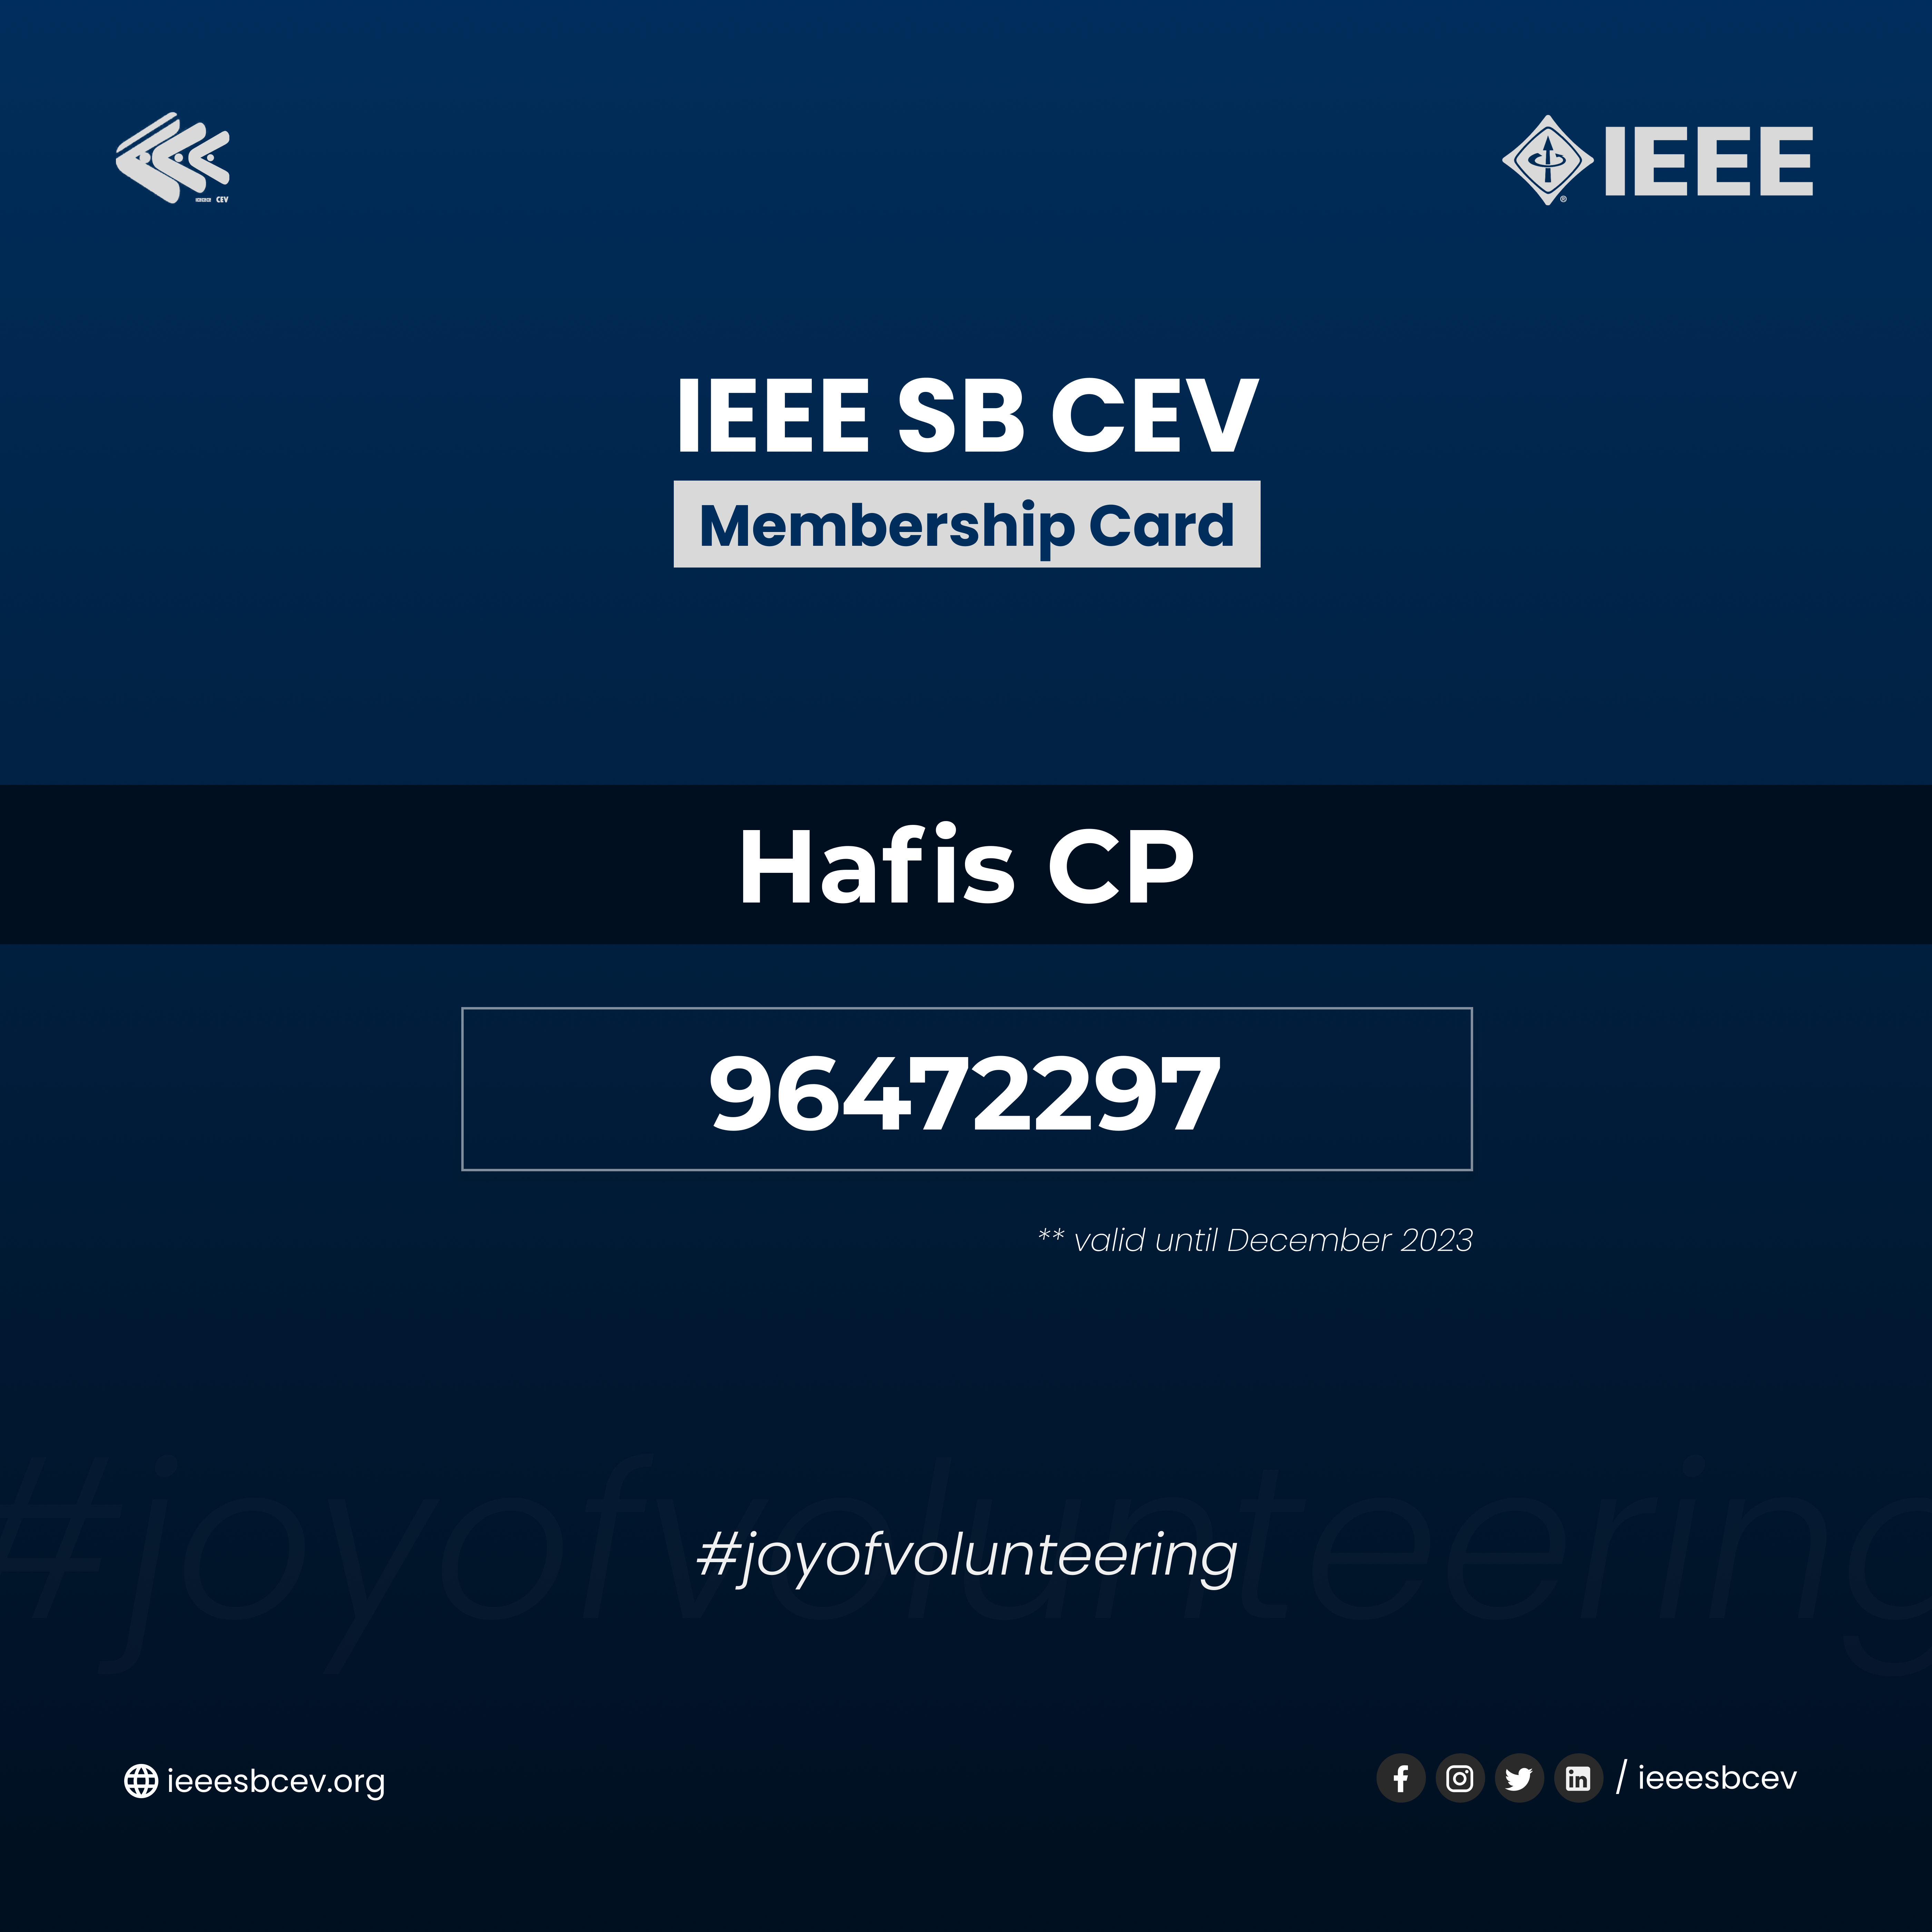 CEV
IEEE
IEEE SB CEV
Membership Card
Hafis CP
96472297
** valid until December 2023
#joyofvolunteering
#joyofvolunteering
ieeesbcev.org
/ ieeesbcev